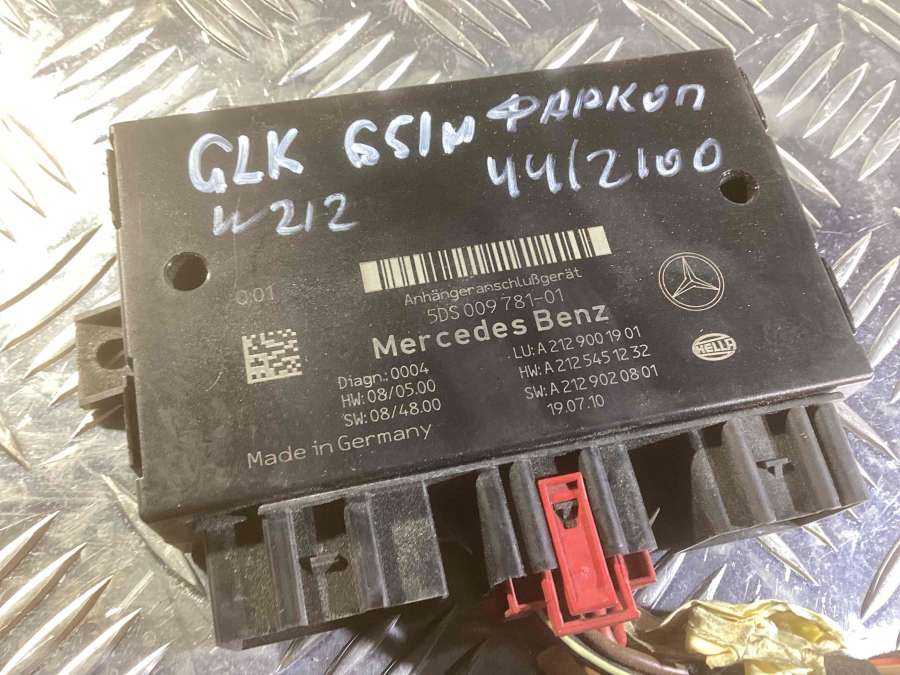 GLK 651м ФАРКОП
W212 44/2100
Q01
Anhängeranschlußgerät
5DS 009 781-01
Mercedes Benz
Diagn.:0004
HW: 08/05.00
SW: 08/48.00
LU: A 212 900 19 01
HW: A 212 545 12 32
SW: A 212 902 08 01
19.07.10
HELLA
Made in Germany